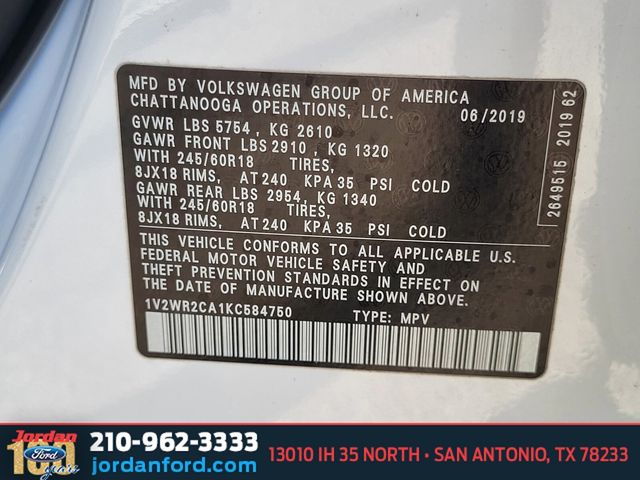 MFD BY VOLKSWAGEN GROUP OF AMERICA
CHATTANOOGA OPERATIONS, LLC. 06/2019
GVWR LBS 5754 , KG 2610
GAWR FRONT LBS 2910 , KG 1320
WITH 245/60R18 TIRES,
8JX18 RIMS, AT 240 KPA 35 PSI COLD
GAWR REAR LBS 2954, KG 1340
WITH 245/60R18 TIRES,
8JX18 RIMS, AT 240 KPA 35 PSI COLD
THIS VEHICLE CONFORMS TO ALL APPLICABLE U.S.
FEDERAL MOTOR VEHICLE SAFETY AND
THEFT PREVENTION STANDARDS IN EFFECT ON
THE DATE OF MANUFACTURE SHOWN ABOVE.
1V2WR2CA1KC584750 TYPE: MPV
2649515 2019 62
Jordan
Ford
100
years
210-962-3333
jordanford.com
13010 IH 35 NORTH • SAN ANTONIO, TX 78233